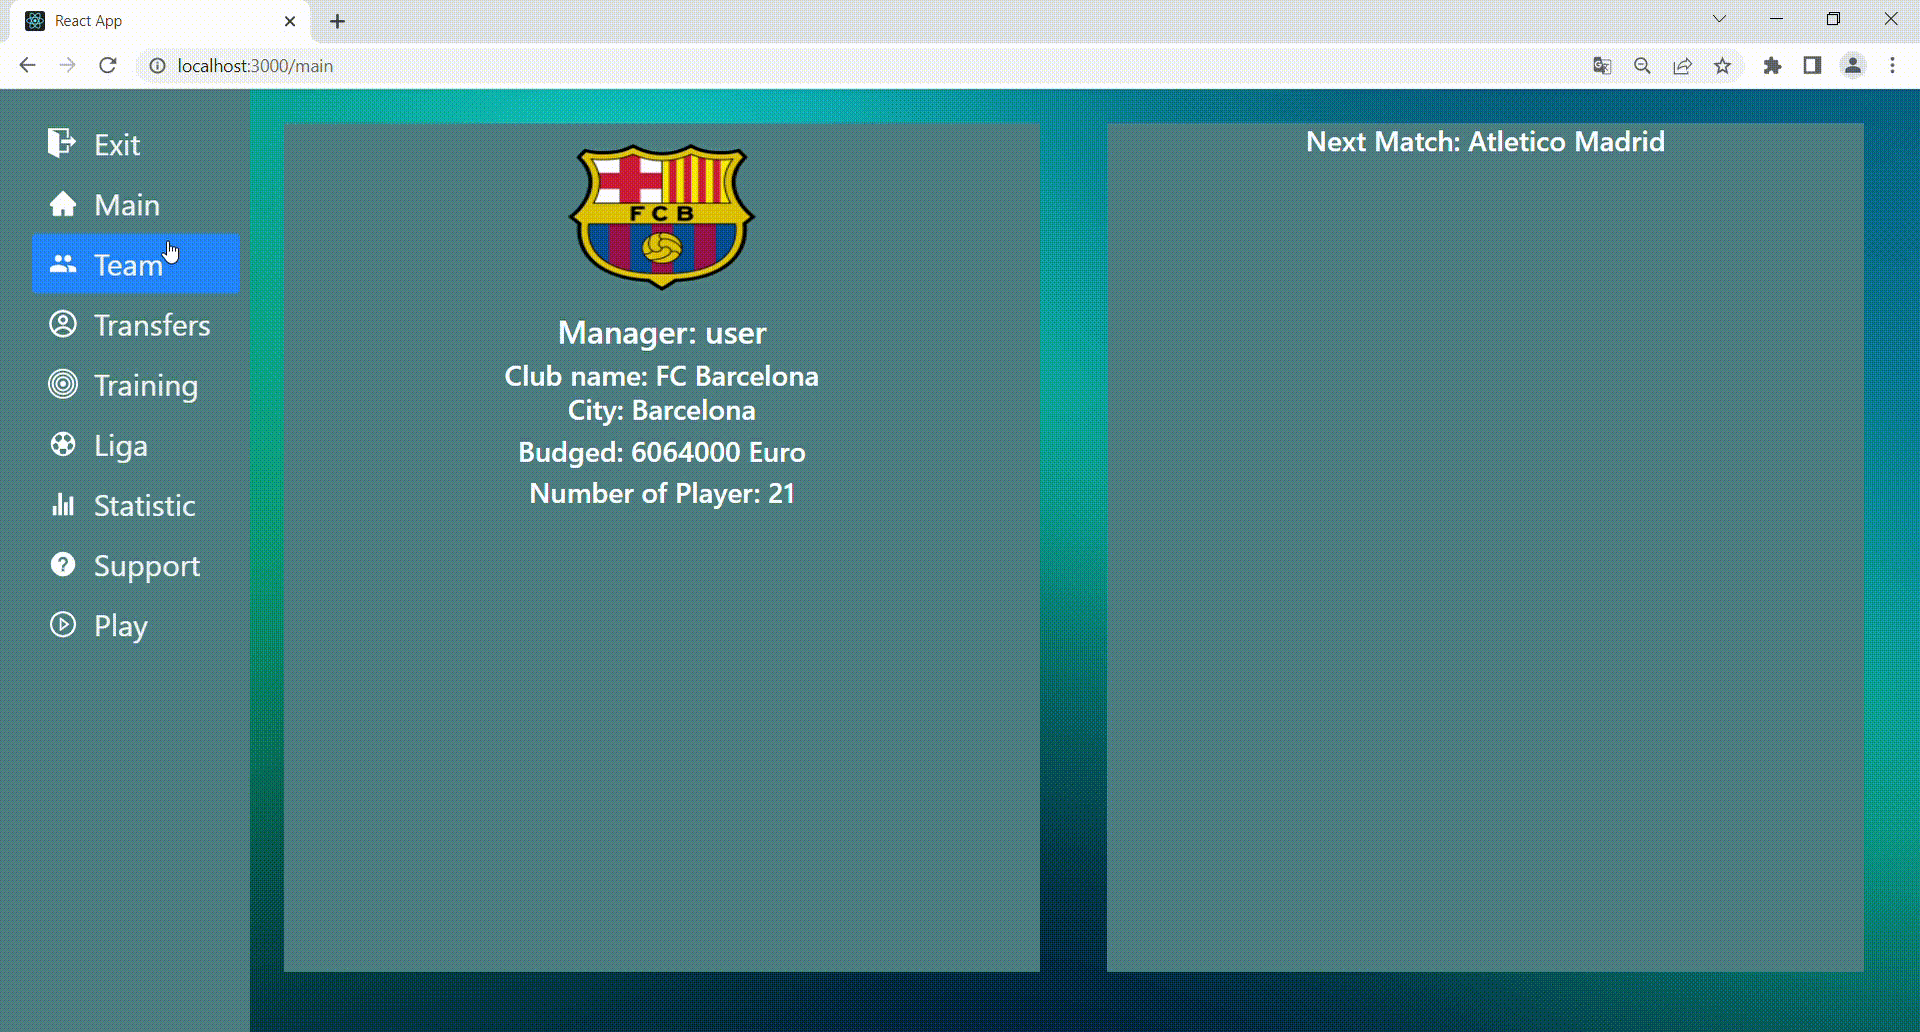 React App
localhost:3000/main
Exit
Main
Team
Transfers
Training
Liga
Statistic
Support
Play
FCB
Manager: user
Club name: FC Barcelona
City: Barcelona
Budged: 6064000 Euro
Number of Player: 21
Next Match: Atletico Madrid